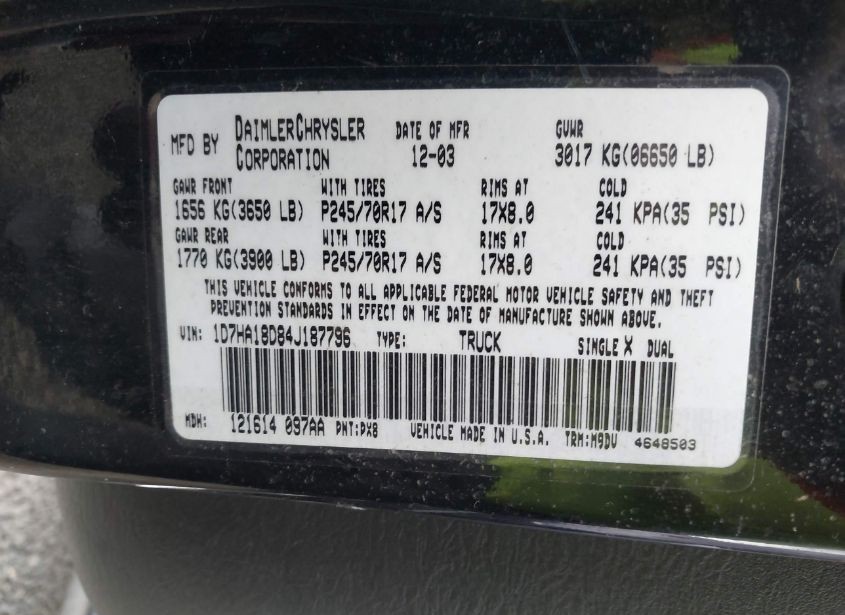 MFD BY DAIMLERCHRYSLER CORPORATION DATE OF MFR 12-03 GVWR 3017 KG(06650 LB)
GAWR FRONT WITH TIRES RIMS AT COLD
1656 KG(3650 LB) P245/70R17 A/S 17X8.0 241 KPA(35 PSI)
GAWR REAR WITH TIRES RIMS AT COLD
1770 KG(3900 LB) P245/70R17 A/S 17X8.0 241 KPA(35 PSI)
THIS VEHICLE CONFORMS TO ALL APPLICABLE FEDERAL MOTOR VEHICLE SAFETY AND THEFT
PREVENTION STANDARDS IN EFFECT ON THE DATE OF MANUFACTURE SHOWN ABOVE.
VIN: 1D7HA18D84J187796 TYPE: TRUCK SINGLE X DUAL
MDH: 121614 097AA PNT:PX8 VEHICLE MADE IN U.S.A. TRM:M9DV 4648503